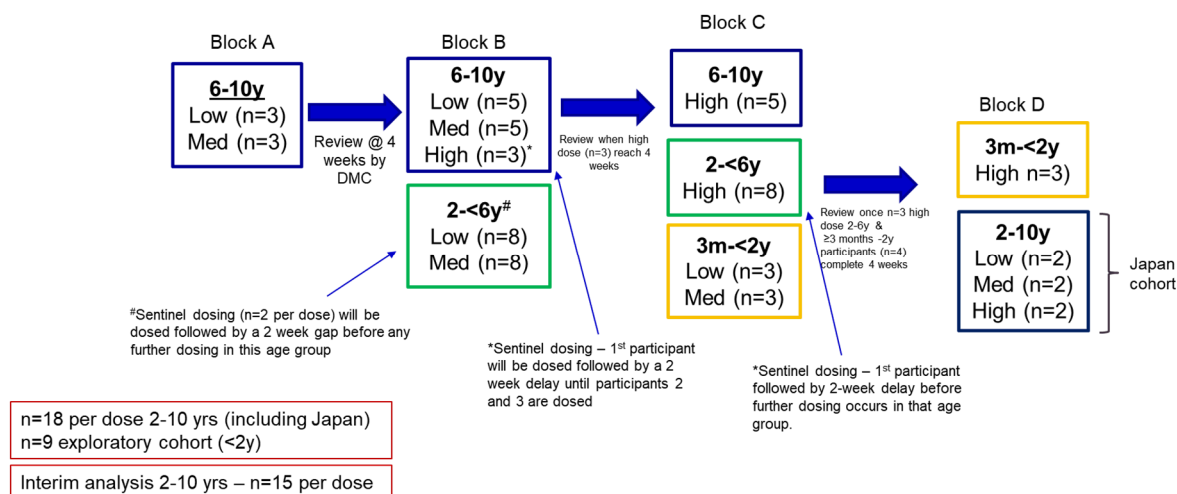 Block A
6-10y
Low (n=3)
Med (n=3)
Review @ 4
weeks by
DMC
Block B
6-10y
Low (n=5)
Med (n=5)
High (n=3)*
2-<6y#
Low (n=8)
Med (n=8)
Review when high
dose (n=3) reach 4
weeks
Block C
6-10y
High (n=5)
2-<6y
High (n=8)
3m-<2y
Low (n=3)
Med (n=3)
Review once n=3 high
dose 2-6y &
≥3 months -2y
participants (n=4)
complete 4 weeks
Block D
3m-<2y
High n=3)
2-10y
Low (n=2)
Med (n=2)
High (n=2)
Japan
cohort
#Sentinel dosing (n=2 per dose) will be
dosed followed by a 2 week gap before any
further dosing in this age group
*Sentinel dosing – 1st participant
will be dosed followed by a 2
week delay until participants 2
and 3 are dosed
*Sentinel dosing – 1st participant
followed by 2-week delay before
further dosing occurs in that age
group.
n=18 per dose 2-10 yrs (including Japan)
n=9 exploratory cohort (<2y)
Interim analysis 2-10 yrs – n=15 per dose